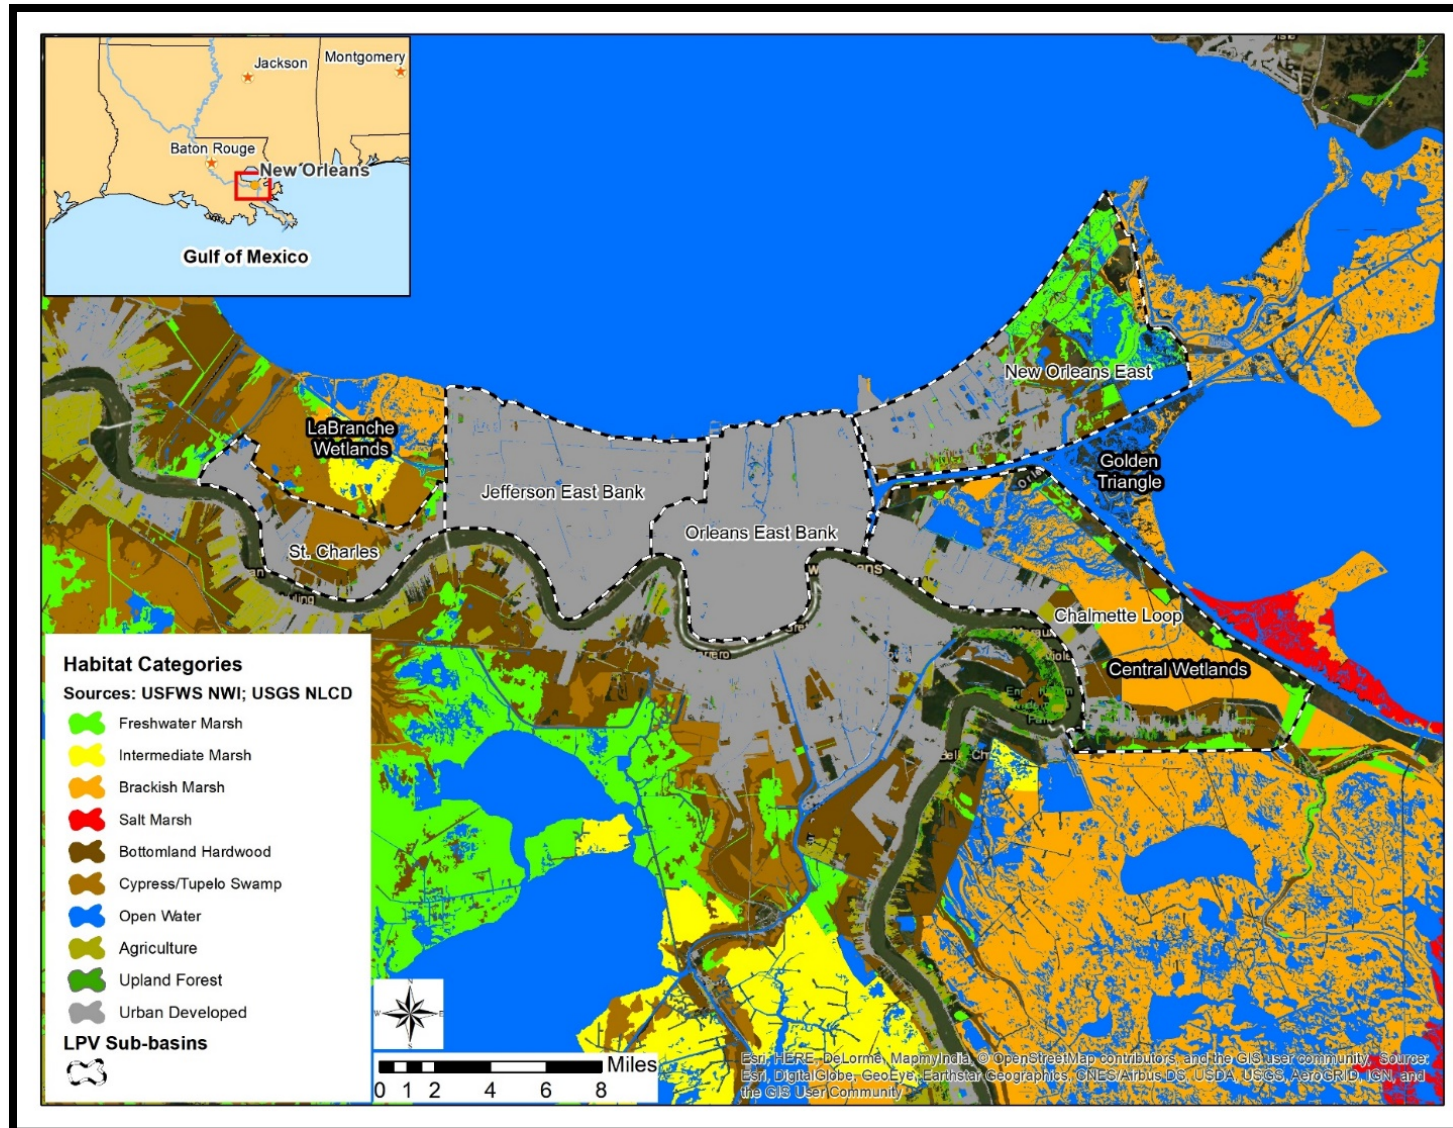 Jackson
Montgomery
Baton Rouge
New Orleans
Gulf of Mexico
New Orleans East
LaBranche
Wetlands
Golden
Triangle
Jefferson East Bank
Orleans East Bank
St. Charles
Chalmette Loop
Central Wetlands
Habitat Categories
Sources: USFWS NWI; USGS NLCD
Freshwater Marsh
Intermediate Marsh
Brackish Marsh
Salt Marsh
Bottomland Hardwood
Cypress/Tupelo Swamp
Open Water
Agriculture
Upland Forest
Urban Developed
LPV Sub-basins
N
W E
S
Miles
0 1 2 4 6 8
Esri, HERE, DeLorme, MapmyIndia, © OpenStreetMap contributors, and the GIS user community, Source:
Esri, DigitalGlobe, GeoEye, Earthstar Geographics, CNES/Airbus DS, USDA, USGS, AeroGRID, IGN, and
the GIS User Community